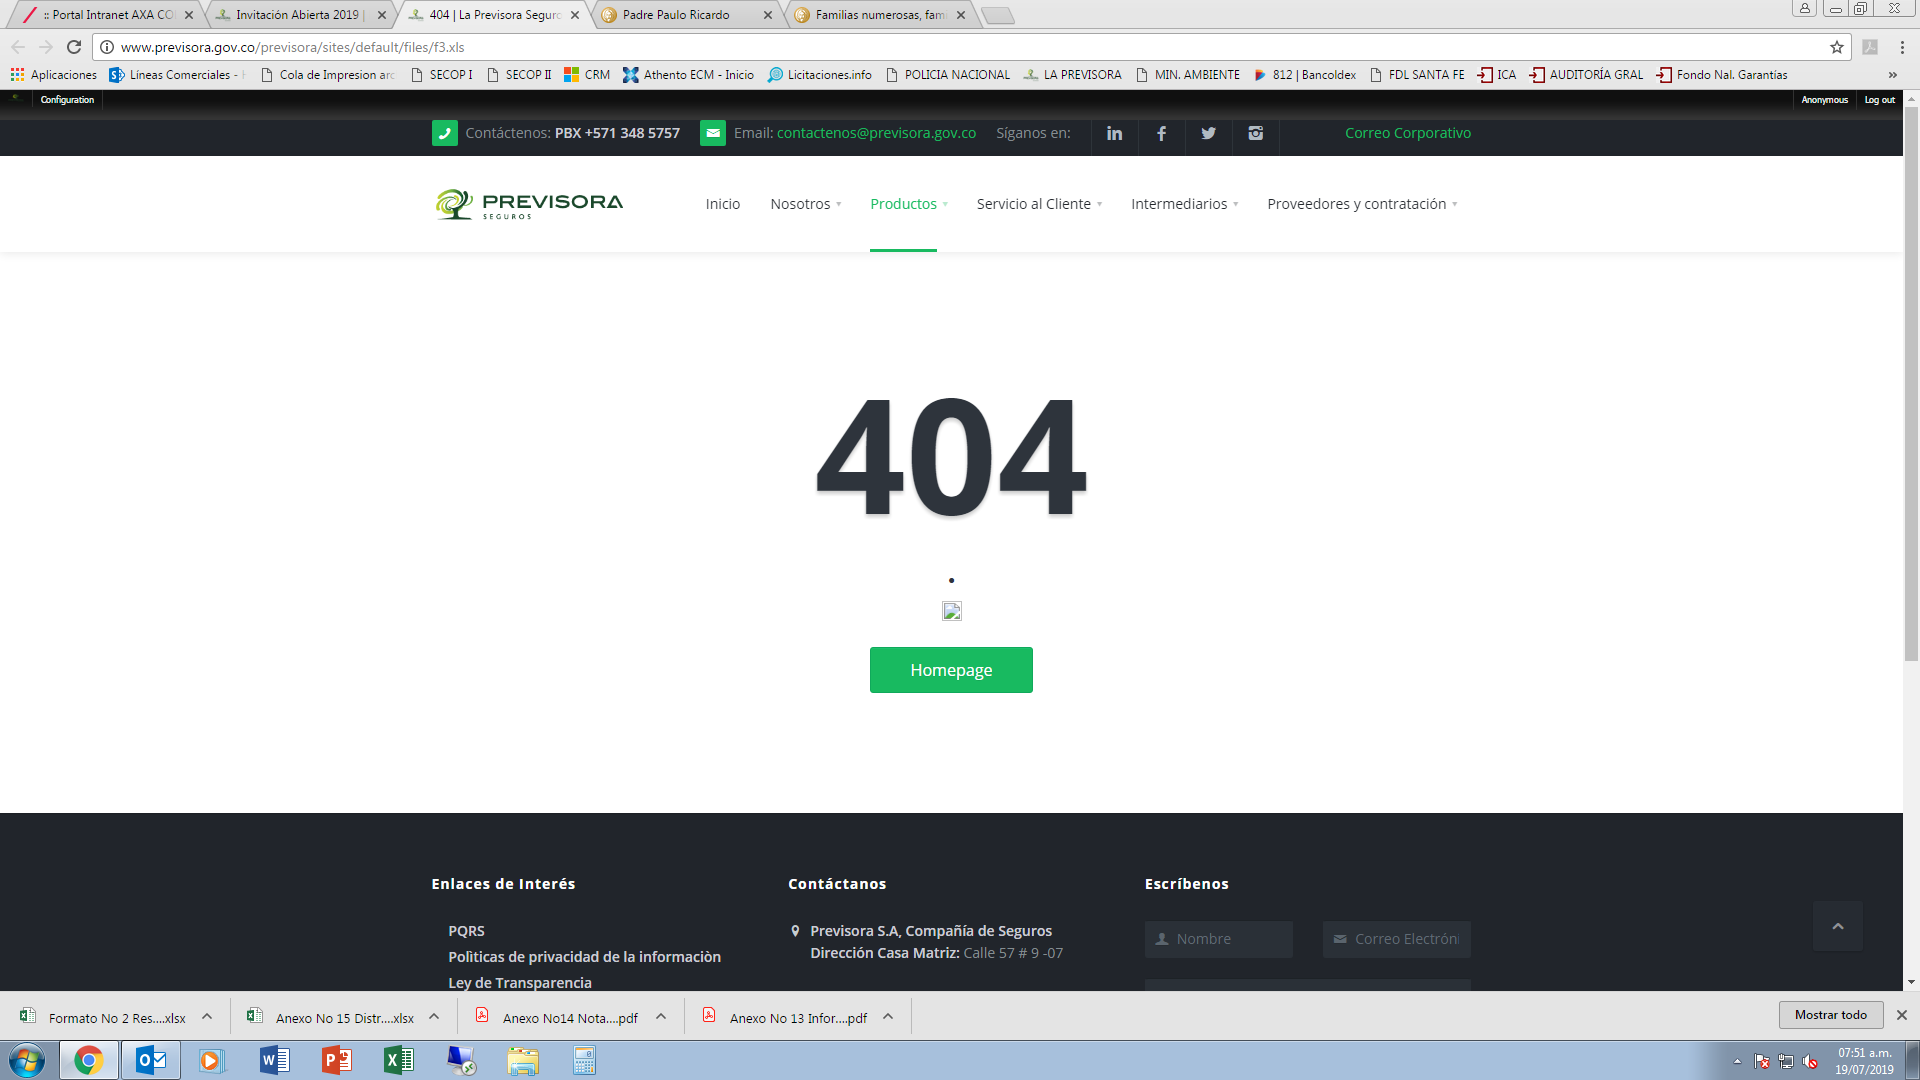 :: Portal Intranet AXA CO
Invitación Abierta 2019 |
404 | La Previsora Seguro
Padre Paulo Ricardo
Familias numerosas, fam
www.previsora.gov.co/previsora/sites/default/files/f3.xls
Aplicaciones
Líneas Comerciales -
Cola de Impresion arc
SECOP I
SECOP II
CRM
Athento ECM - Inicio
Licitaciones.info
POLICIA NACIONAL
LA PREVISORA
MIN. AMBIENTE
812 | Bancoldex
FDL SANTA FE
ICA
AUDITORÍA GRAL
Fondo Nal. Garantías
»
Configuration
Anonymous
Log out
Contáctenos: PBX +571 348 5757
Email: contactenos@previsora.gov.co
Síganos en:
Correo Corporativo
PREVISORA
SEGUROS
Inicio
Nosotros
Productos
Servicio al Cliente
Intermediarios
Proveedores y contratación
404
.
Homepage
Enlaces de Interés
PQRS
Polìticas de privacidad de la informaciòn
Ley de Transparencia
Contáctanos
Previsora S.A, Compañía de Seguros
Dirección Casa Matriz: Calle 57 # 9 -07
Escríbenos
Nombre
Correo Electróni
Formato No 2 Res....xlsx
Anexo No 15 Distr....xlsx
Anexo No14 Nota....pdf
Anexo No 13 Infor....pdf
Mostrar todo
07:51 a.m.
19/07/2019